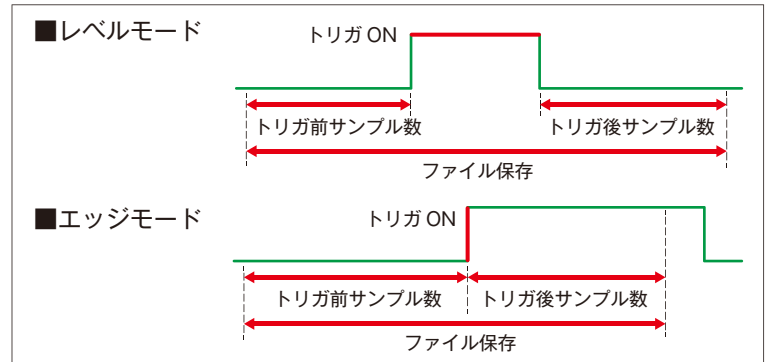 ■レベルモード
トリガ ON
トリガ前サンプル数
トリガ後サンプル数
ファイル保存
■エッジモード
トリガ ON
トリガ前サンプル数
トリガ後サンプル数
ファイル保存